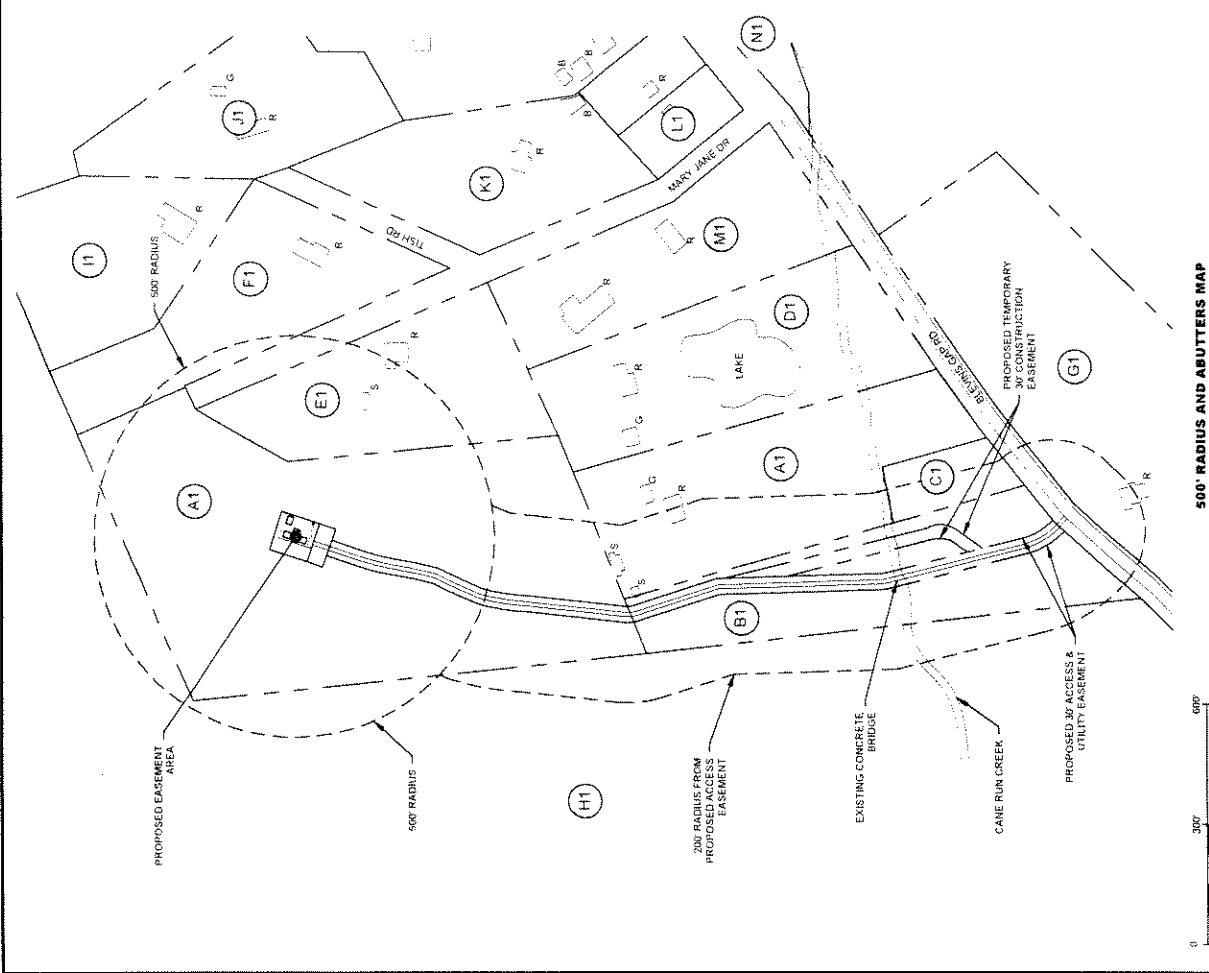 N1
J1
G
R
B
B
B
R
L1
MARY JANE DR
K1
R
I1
R
500' RADIUS
F1
R
TISH RD
M1
R
R
E1
S
R
D1
LAKE
R
G
A1
A1
BLEVINS GAP RD
PROPOSED TEMPORARY
30' CONSTRUCTION
EASEMENT
G1
C1
G
R
S
S
R
B1
PROPOSED EASEMENT
AREA
500' RADIUS
H1
200' RADIUS FROM
PROPOSED ACCESS
EASEMENT
EXISTING CONCRETE
BRIDGE
CANE RUN CREEK
PROPOSED 30' ACCESS &
UTILITY EASEMENT
500' RADIUS AND ABUTTERS MAP
0
300'
600'